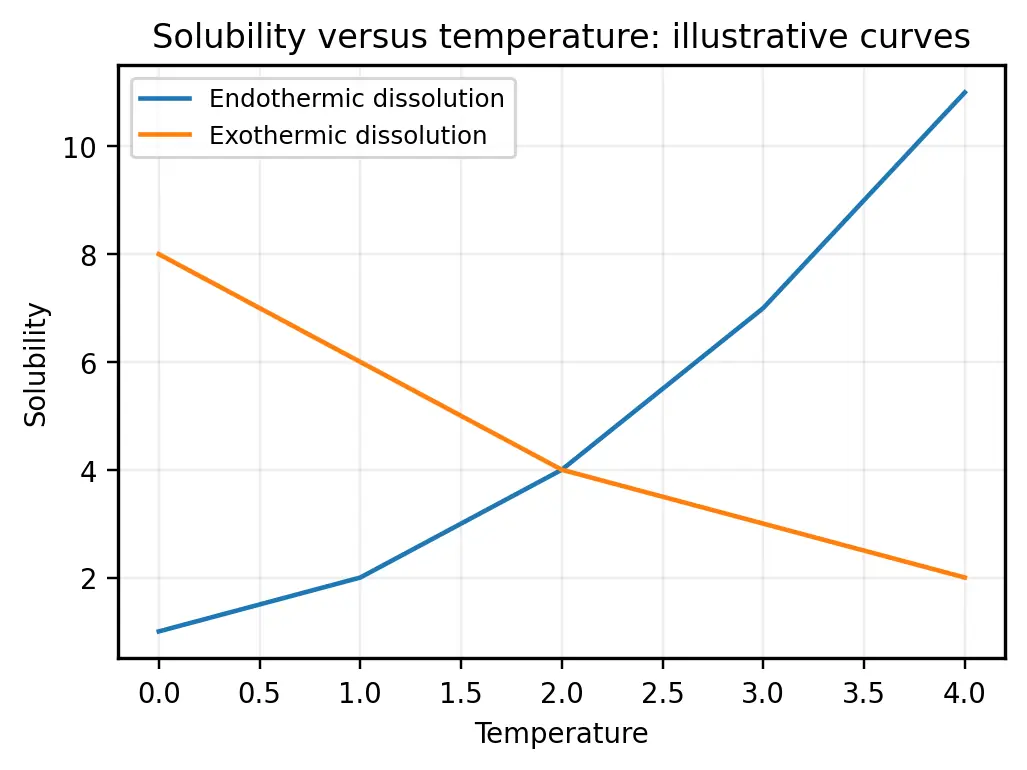 Solubility versus temperature: illustrative curves
Endothermic dissolution
Exothermic dissolution
10
8
6
4
2
Solubility
0.0 0.5 1.0 1.5 2.0 2.5 3.0 3.5 4.0
Temperature